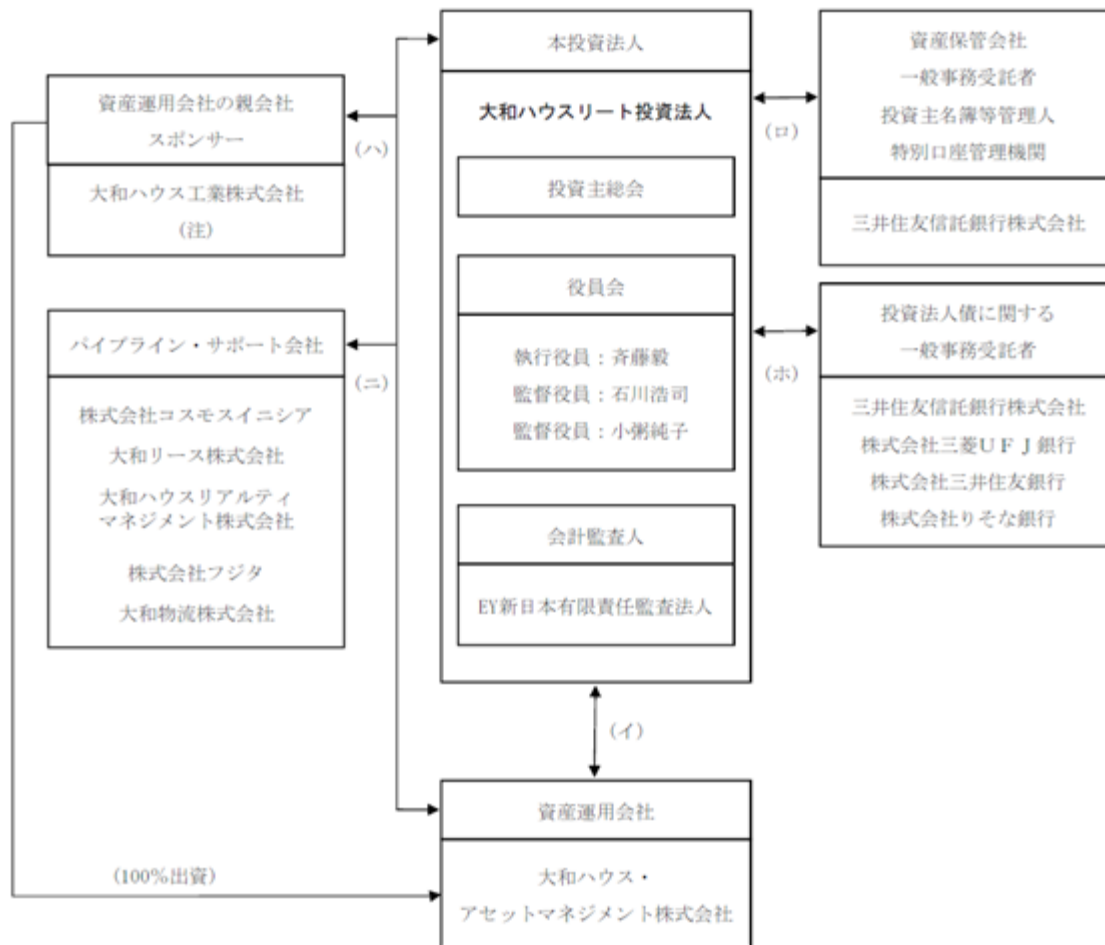 本投資法人
大和ハウスリート投資法人
投資主総会
役員会
執行役員：斉藤毅
監督役員：石川浩司
監督役員：小粥純子
会計監査人
EY新日本有限責任監査法人
資産運用会社の親会社
スポンサー
大和ハウス工業株式会社
(注)
(ハ)
パイプライン・サポート会社
株式会社コスモスイニシア
大和リース株式会社
大和ハウスリアルティ
マネジメント株式会社
株式会社フジタ
大和物流株式会社
(ニ)
資産保管会社
一般事務受託者
投資主名簿等管理人
特別口座管理機関
三井住友信託銀行株式会社
(ロ)
投資法人債に関する
一般事務受託者
三井住友信託銀行株式会社
株式会社三菱ＵＦＪ銀行
株式会社三井住友銀行
株式会社りそな銀行
(ホ)
(イ)
資産運用会社
大和ハウス・
アセットマネジメント株式会社
(100％出資)